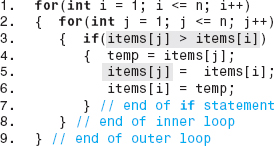 1. for(int i = 1; i <= n; i++)
2. { for(int j = 1; j <= n; j++)
3. { if(items[j] > items[i])
4. { temp = items[j];
5. items[j] = items[i];
6. items[i] = temp;
7. } // end of if statement
8. } // end of inner loop
9. } // end of outer loop